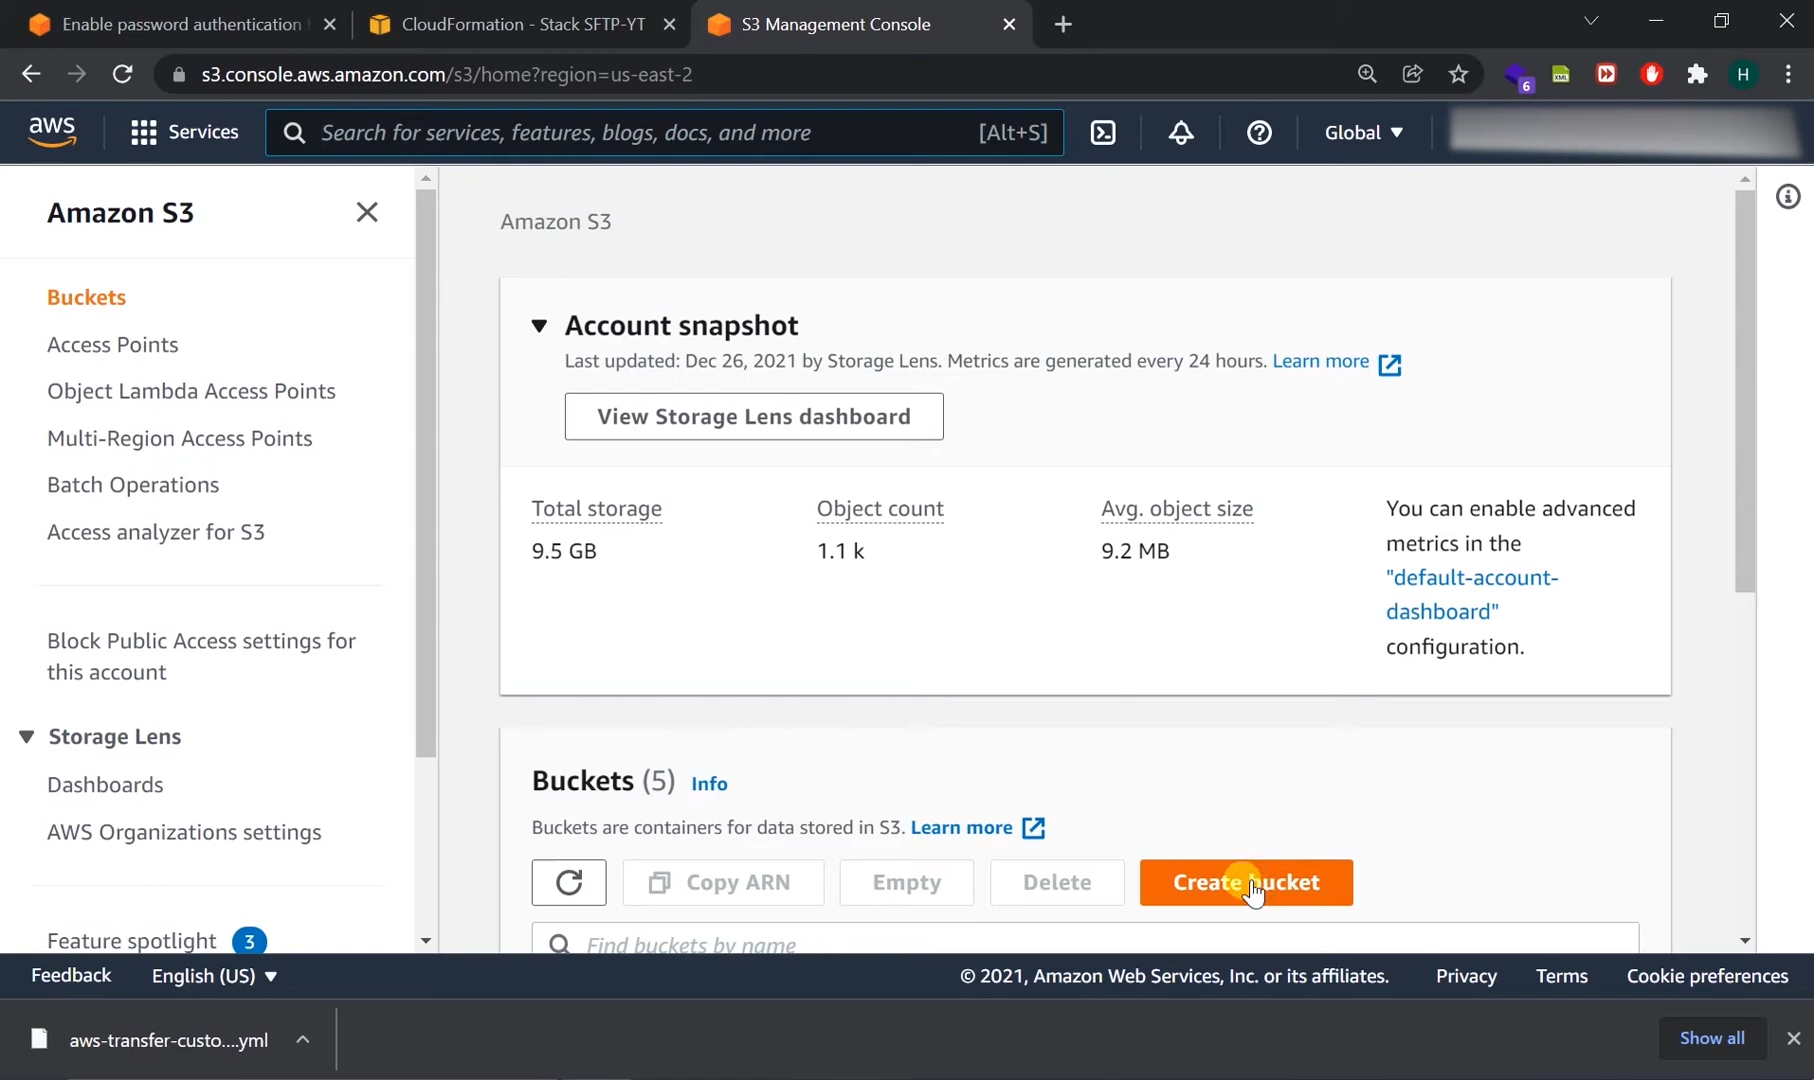 Enable password authentication
CloudFormation - Stack SFTP-YT
S3 Management Console
s3.console.aws.amazon.com/s3/home?region=us-east-2
6
XML
H
aws
Services
Search for services, features, blogs, docs, and more
[Alt+S]
Global
Amazon S3
Buckets
Access Points
Object Lambda Access Points
Multi-Region Access Points
Batch Operations
Access analyzer for S3
Block Public Access settings for
this account
Storage Lens
Dashboards
AWS Organizations settings
Feature spotlight 3
Amazon S3
Account snapshot
Last updated: Dec 26, 2021 by Storage Lens. Metrics are generated every 24 hours. Learn more
View Storage Lens dashboard
Total storage
9.5 GB
Object count
1.1 k
Avg. object size
9.2 MB
You can enable advanced
metrics in the
"default-account-
dashboard"
configuration.
Buckets (5) Info
Buckets are containers for data stored in S3. Learn more
Copy ARN
Empty
Delete
Create bucket
Find buckets by name
Feedback
English (US)
© 2021, Amazon Web Services, Inc. or its affiliates.
Privacy
Terms
Cookie preferences
aws-transfer-custo....yml
Show all